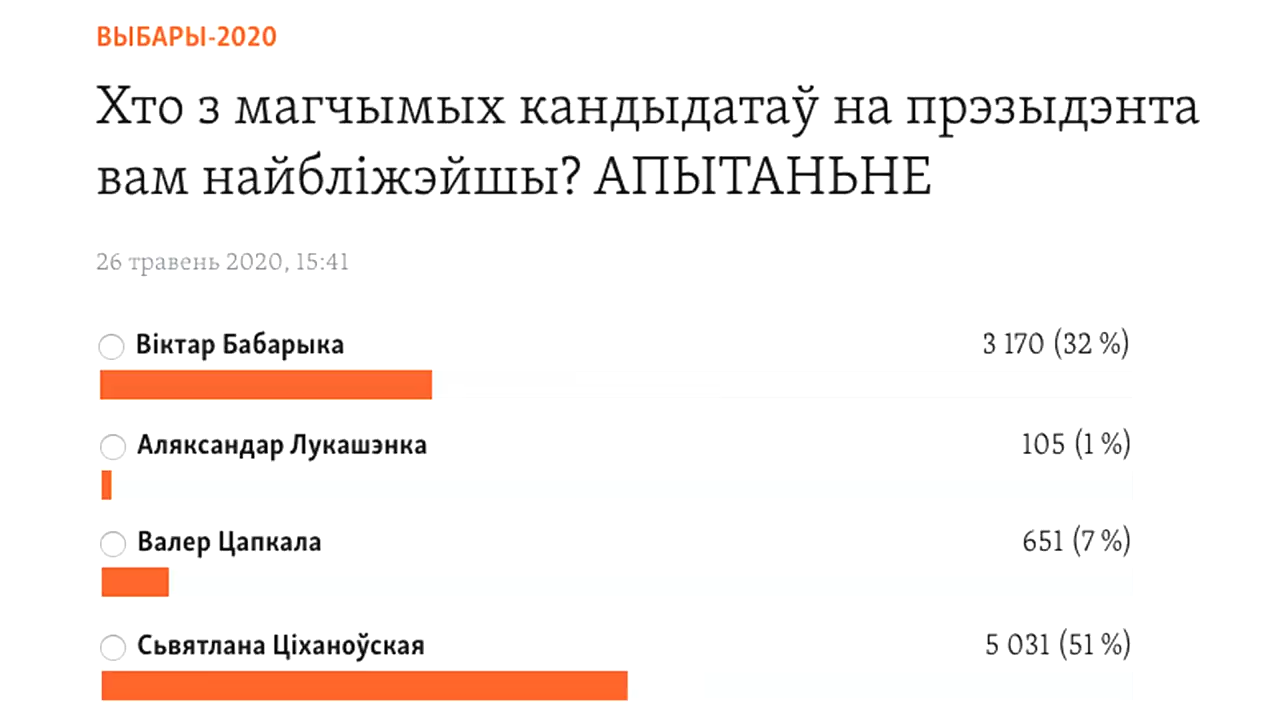 ВЫБАРЫ-2020
Хто з магчымых кандыдатаў на прэзыдэнта
вам найбліжэйшы? АПЫТАНЬНЕ
26 травень 2020, 15:41
Віктар Бабарыка 3 170 (32 %)
Аляксандар Лукашэнка 105 (1 %)
Валер Цапкала 651 (7 %)
Сьвятлана Ціханоўская 5 031 (51 %)